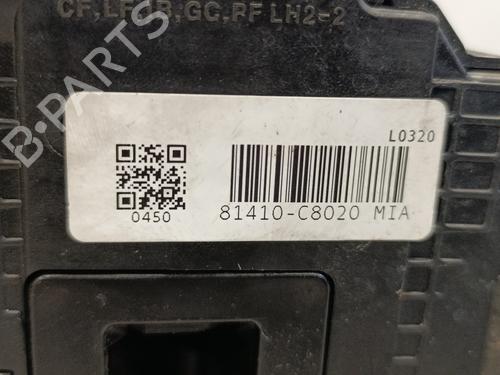 CF,LF, B,GC,PF LH2-2
B-PARTS
L0320
0450
81410-C8020 MIA